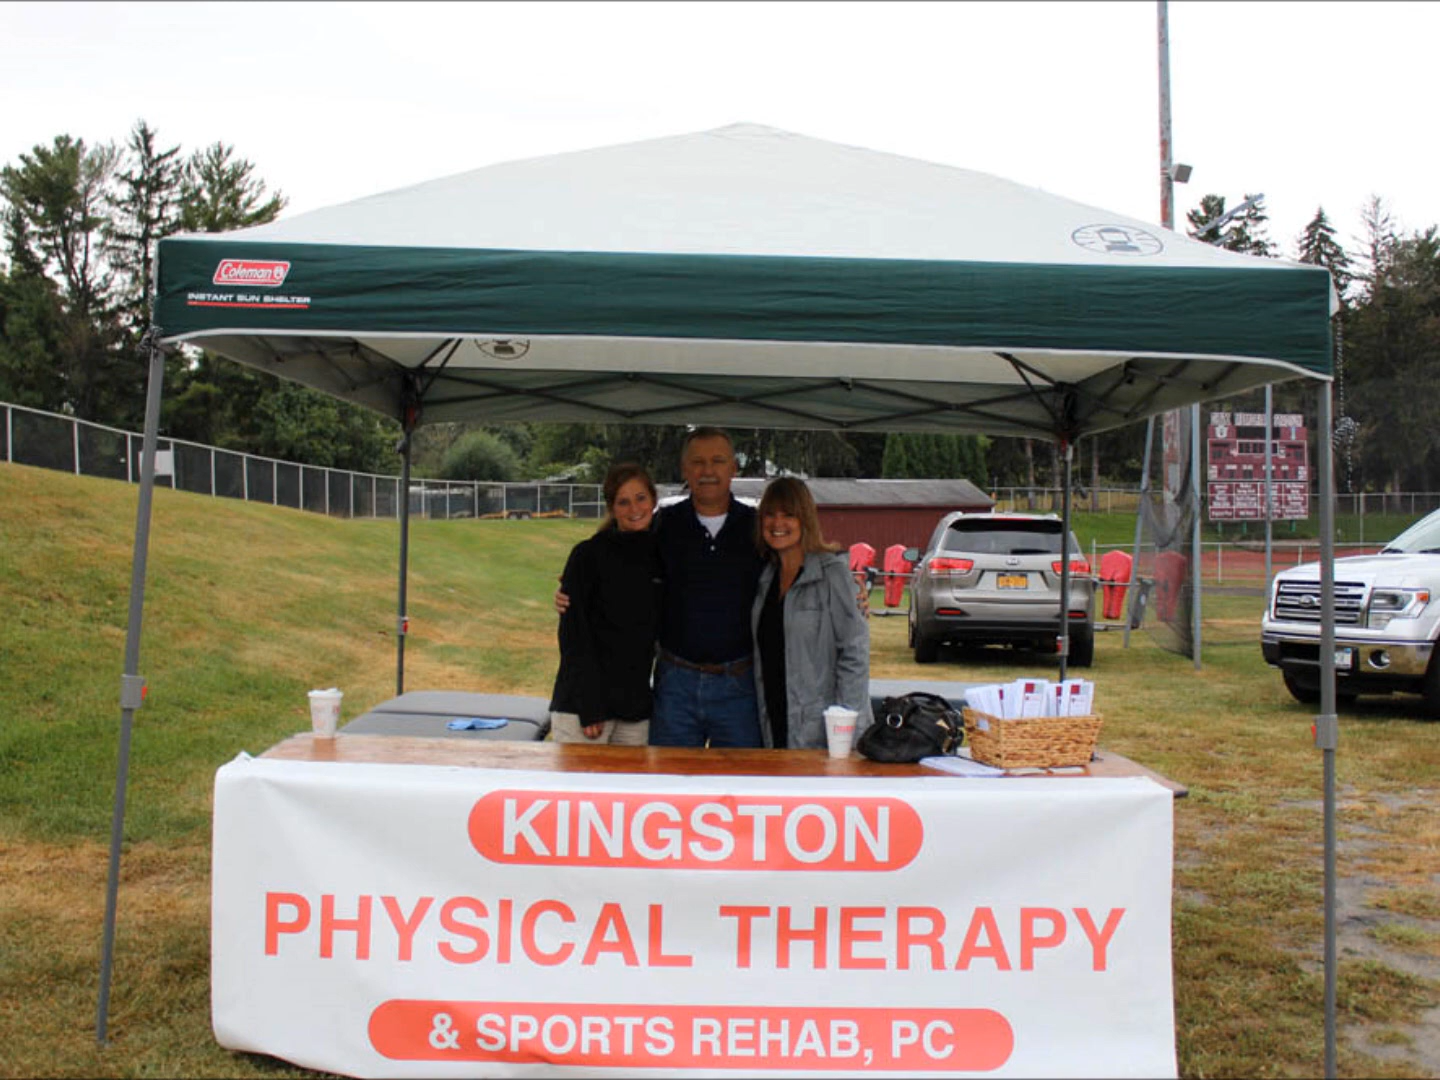 Coleman
INSTANT SUN SHELTER
KINGSTON
PHYSICAL THERAPY
& SPORTS REHAB, PC